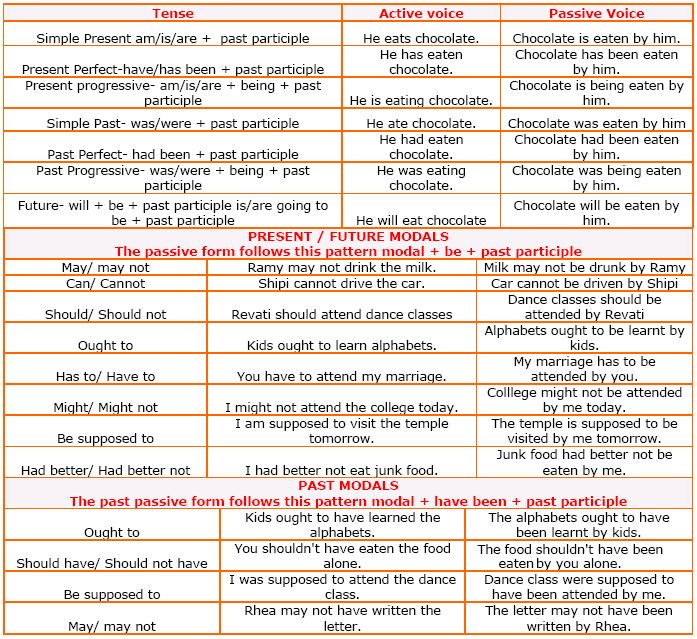 Tense Active voice Passive Voice
Simple Present am/is/are + past participle He eats chocolate. Chocolate is eaten by him.
Present Perfect-have/has been + past participle He has eaten chocolate. Chocolate has been eaten by him.
Present progressive- am/is/are + being + past participle He is eating chocolate. Chocolate is being eaten by him.
Simple Past- was/were + past participle He ate chocolate. Chocolate was eaten by him
Past Perfect- had been + past participle He had eaten chocolate. Chocolate had been eaten by him.
Past Progressive- was/were + being + past participle He was eating chocolate. Chocolate was being eaten by him.
Future- will + be + past participle is/are going to be + past participle He will eat chocolate Chocolate will be eaten by him.
PRESENT / FUTURE MODALS
The passive form follows this pattern modal + be + past participle
May/ may not Ramy may not drink the milk. Milk may not be drunk by Ramy
Can/ Cannot Shipi cannot drive the car. Car cannot be driven by Shipi
Should/ Should not Revati should attend dance classes Dance classes should be attended by Revati
Ought to Kids ought to learn alphabets. Alphabets ought to be learnt by kids.
Has to/ Have to You have to attend my marriage. My marriage has to be attended by you.
Might/ Might not I might not attend the college today. Colllege might not be attended by me today.
Be supposed to I am supposed to visit the temple tomorrow. The temple is supposed to be visited by me tomorrow.
Had better/ Had better not I had better not eat junk food. Junk food had better not be eaten by me.
PAST MODALS
The past passive form follows this pattern modal + have been + past participle
Ought to Kids ought to have learned the alphabets. The alphabets ought to have been learnt by kids.
Should have/ Should not have You shouldn't have eaten the food alone. The food shouldn't have been eaten by you alone.
Be supposed to I was supposed to attend the dance class. Dance class were supposed to have been attended by me.
May/ may not Rhea may not have written the letter. The letter may not have been written by Rhea.